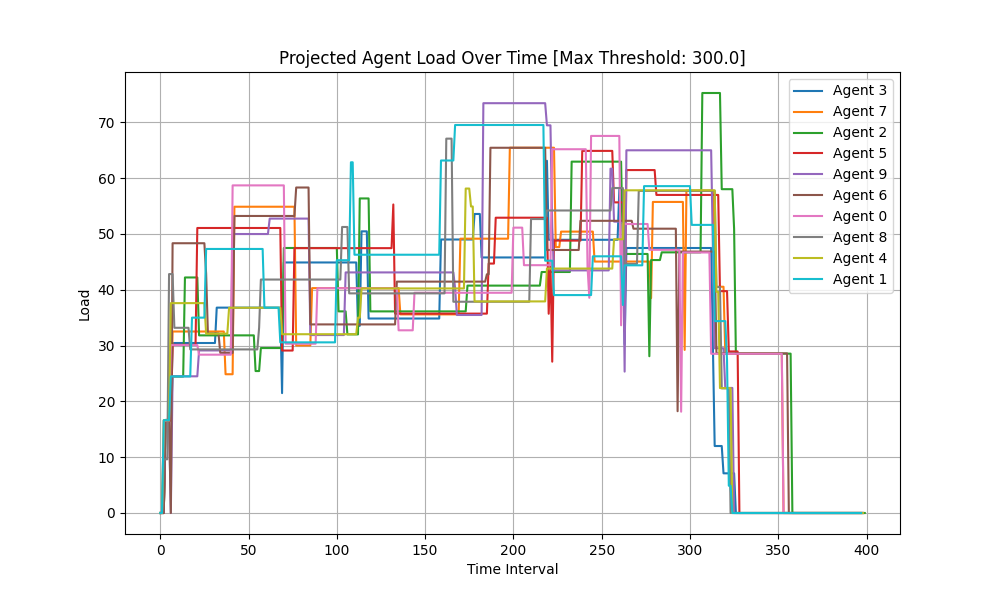 Projected Agent Load Over Time [Max Threshold: 300.0]
Load
70
60
50
40
30
20
10
0
0 50 100 150 200 250 300 350 400
Time Interval
Agent 3
Agent 7
Agent 2
Agent 5
Agent 9
Agent 6
Agent 0
Agent 8
Agent 4
Agent 1